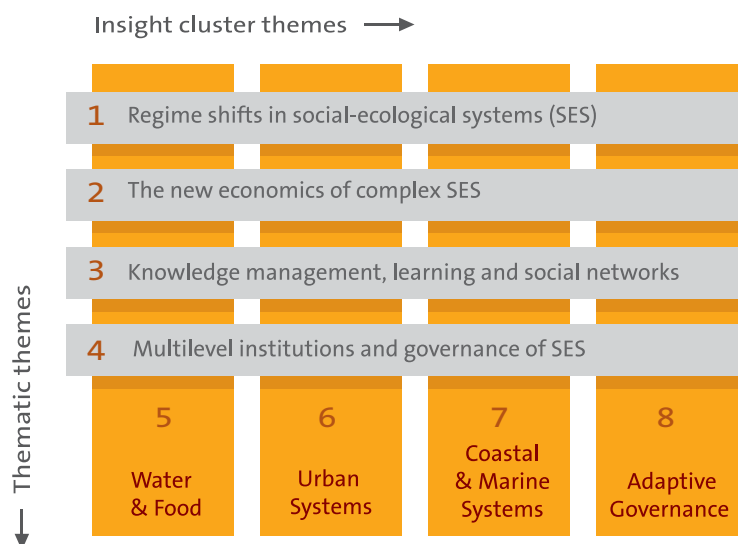 Insight cluster themes
1 Regime shifts in social-ecological systems (SES)
2 The new economics of complex SES
3 Knowledge management, learning and social networks
4 Multilevel institutions and governance of SES
Thematic themes
5
Water
& Food
6
Urban
Systems
7
Coastal
& Marine
Systems
8
Adaptive
Governance